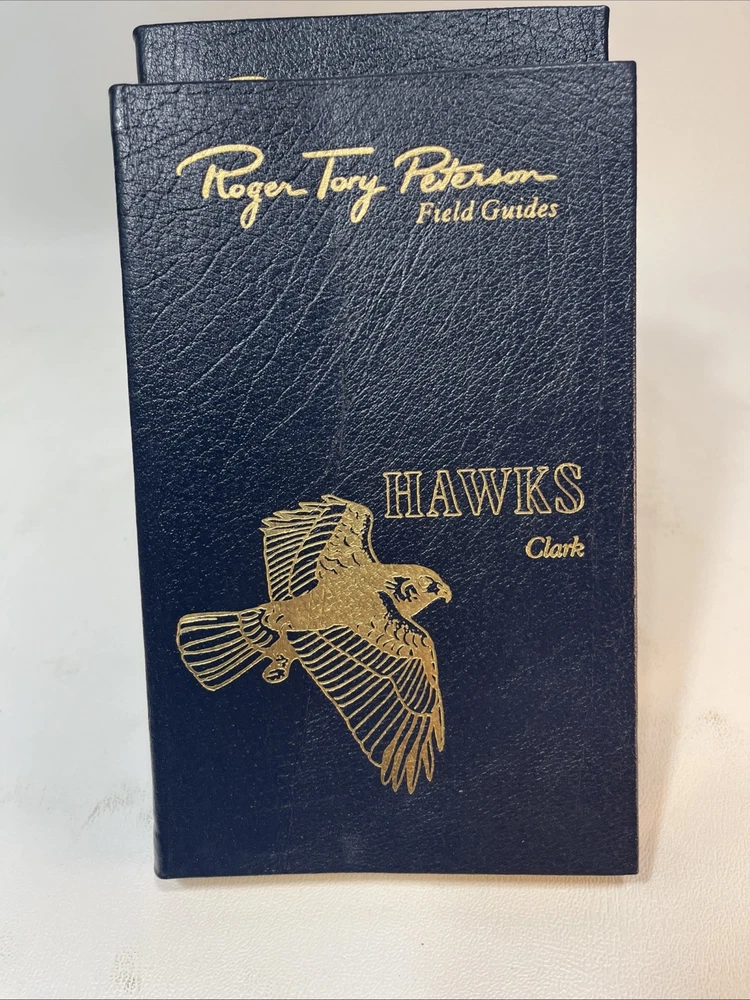 Roger Tory Peterson
Field Guides
HAWKS
Clark